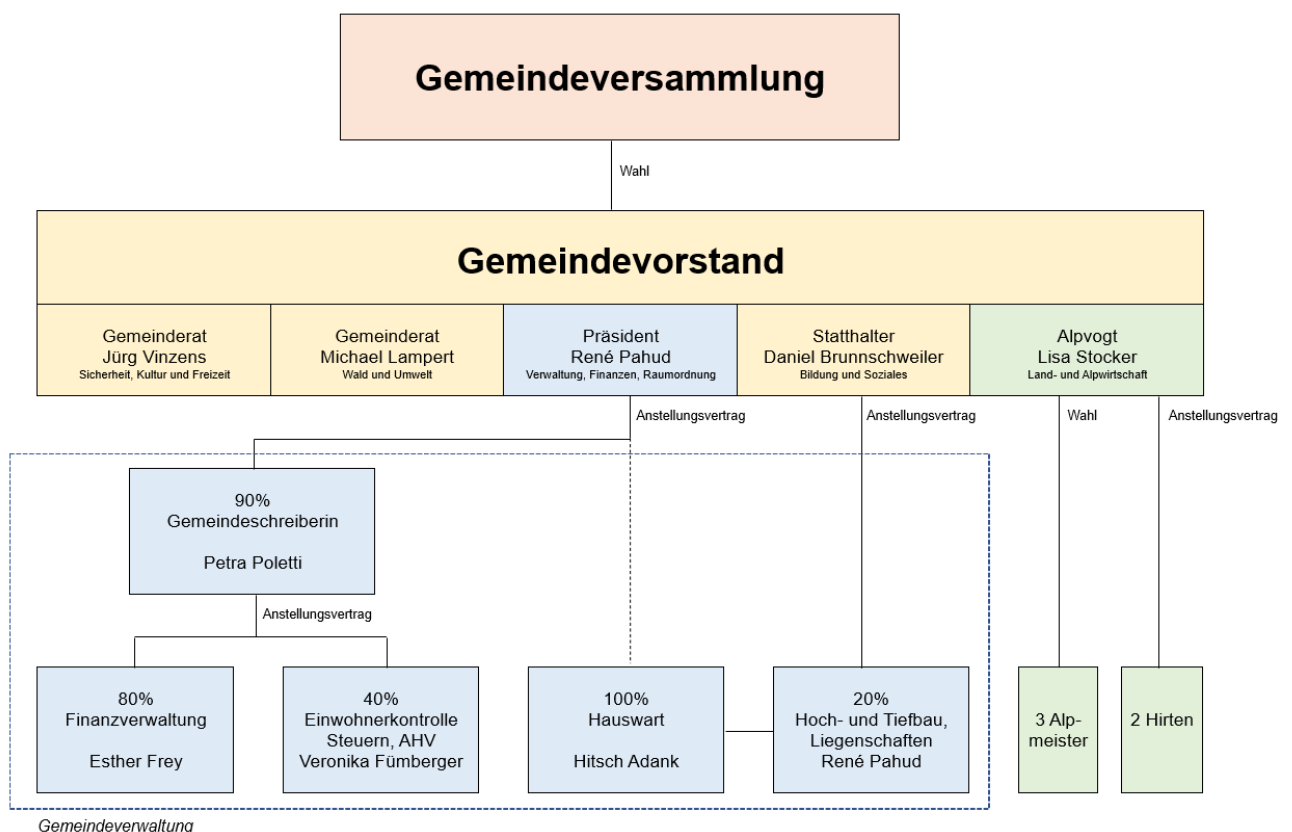 Gemeindeversammlung
Wahl
Gemeindevorstand
Gemeinderat
Jürg Vinzens
Sicherheit, Kultur und Freizeit
Gemeinderat
Michael Lampert
Wald und Umwelt
Präsident
René Pahud
Verwaltung, Finanzen, Raumordnung
Statthalter
Daniel Brunnschweiler
Bildung und Soziales
Alpvogt
Lisa Stocker
Land- und Alpwirtschaft
Anstellungsvertrag
Anstellungsvertrag
Wahl
Anstellungsvertrag
90%
Gemeindeschreiberin
Petra Poletti
Anstellungsvertrag
80%
Finanzverwaltung
Esther Frey
40%
Einwohnerkontrolle
Steuern, AHV
Veronika Fümberger
100%
Hauswart
Hitsch Adank
20%
Hoch- und Tiefbau,
Liegenschaften
René Pahud
3 Alp-
meister
2 Hirten
Gemeindeverwaltung